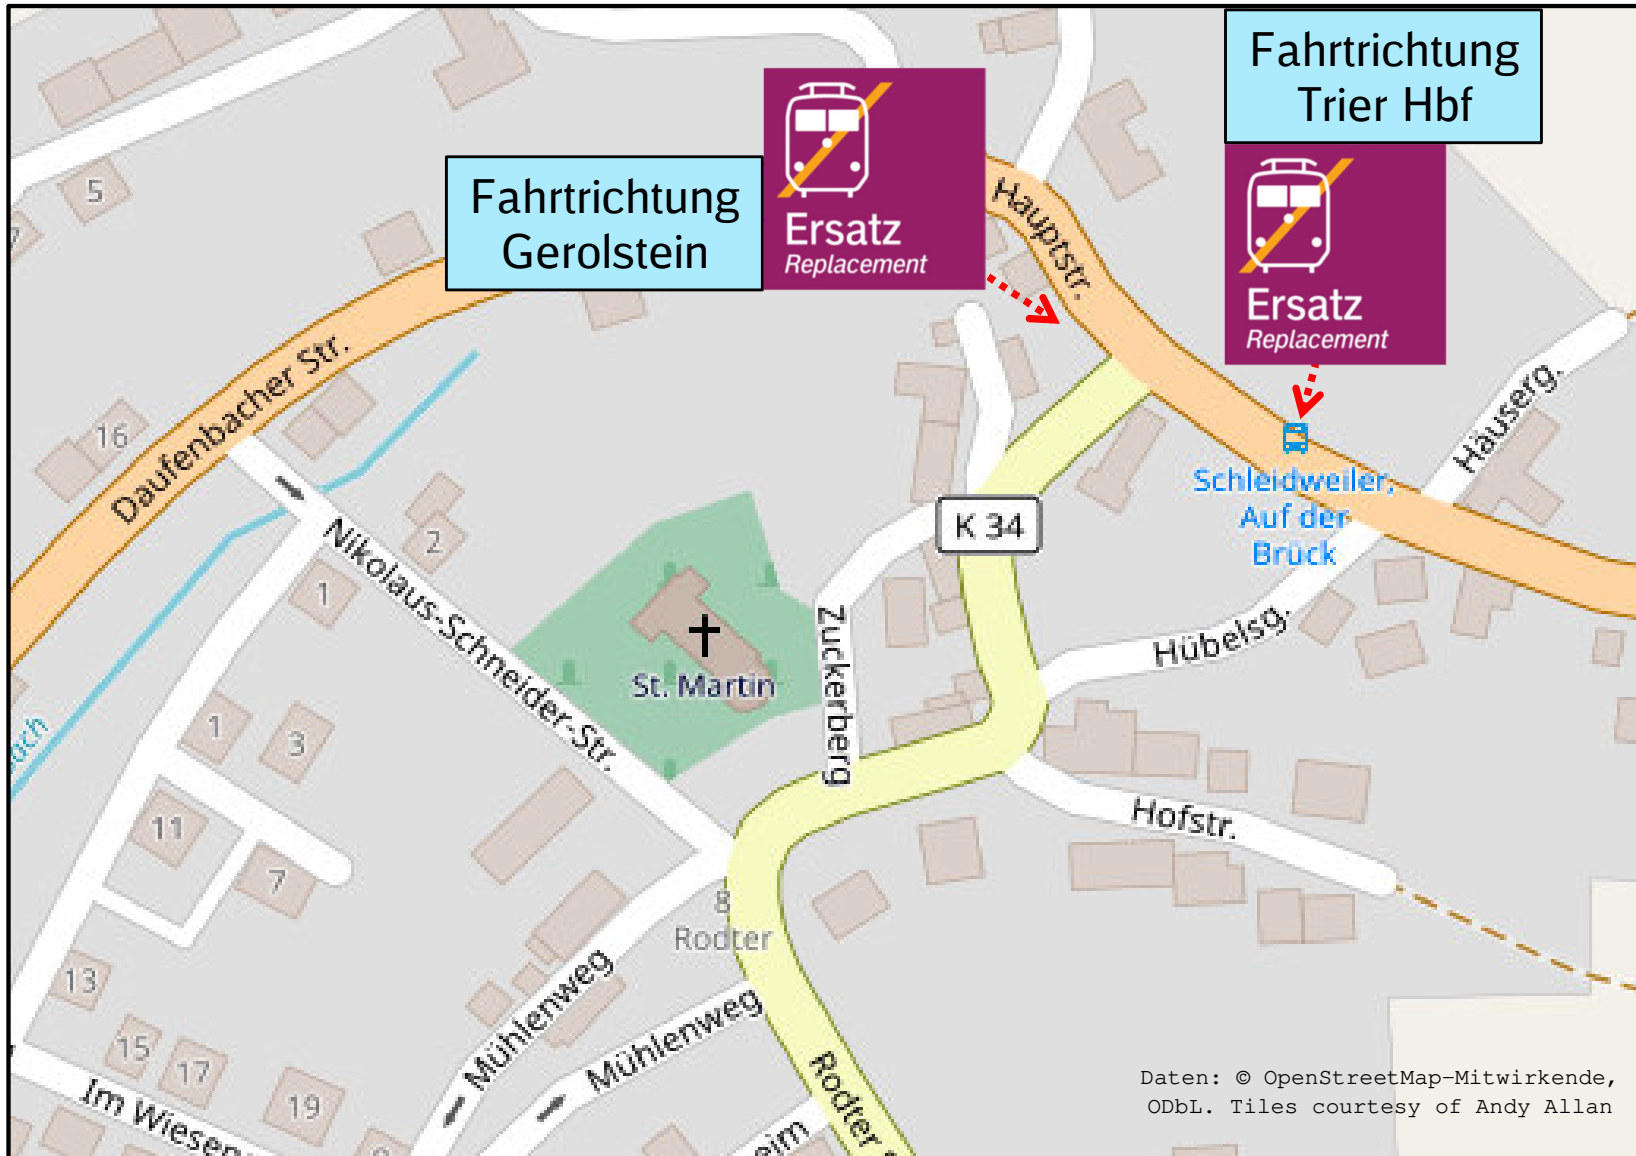 Fahrtrichtung
Trier Hbf
Fahrtrichtung
Gerolstein
Ersatz
Replacement
Ersatz
Replacement
Hauptstr.
5
Daufenbacher Str.
16
Häuserg.
Schleidweiler,
Auf der
Brück
K 34
2
1
Nikolaus-Schneider-Str.
St. Martin
Zuckerberg
Hübelsg.
1
3
Hofstr.
11
7
8
Rodter
13
Mühlenweg
Mühlenweg
15
17
19
Im Wiesen
Rodter
Daten: © OpenStreetMap-Mitwirkende,
ODbL. Tiles courtesy of Andy Allan